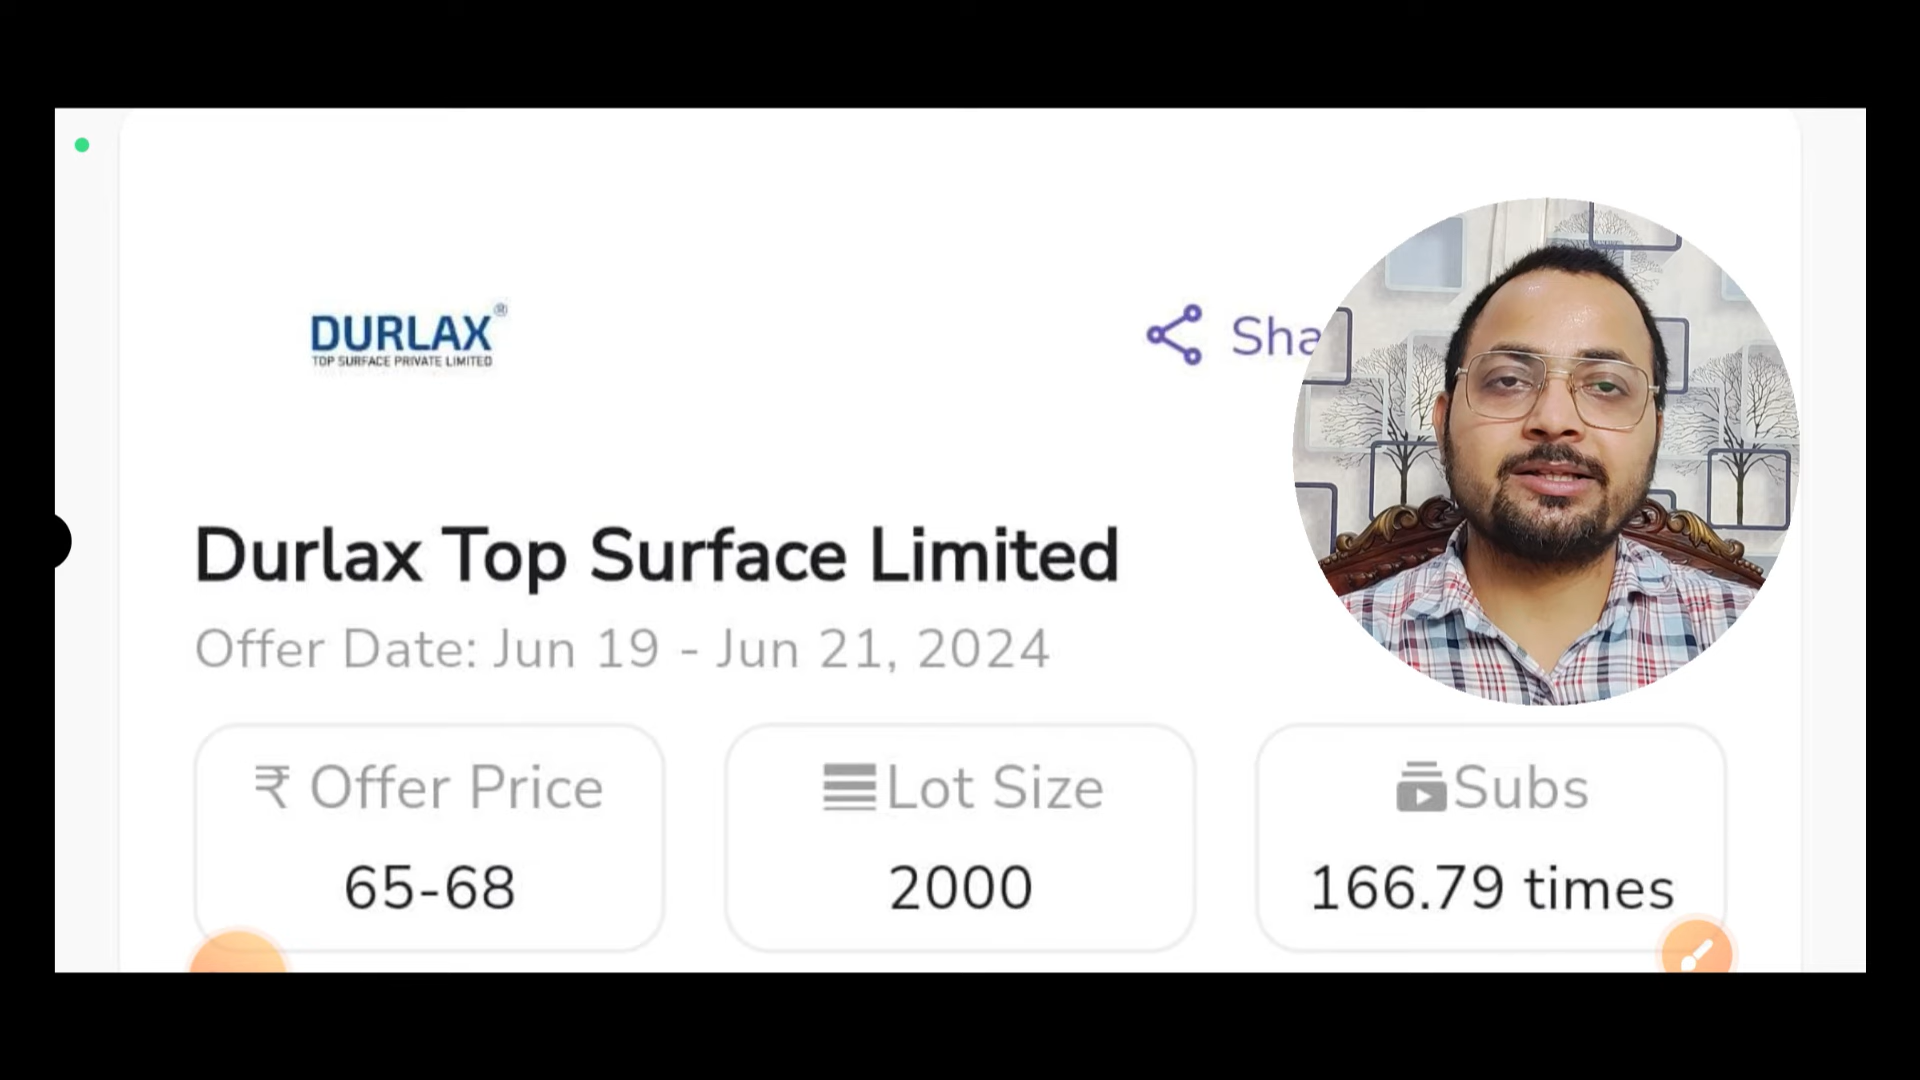 DURLAX®
TOP SURFACE PRIVATE LIMITED
Sha
Durlax Top Surface Limited
Offer Date: Jun 19 - Jun 21, 2024
₹ Offer Price
65-68
Lot Size
2000
Subs
166.79 times